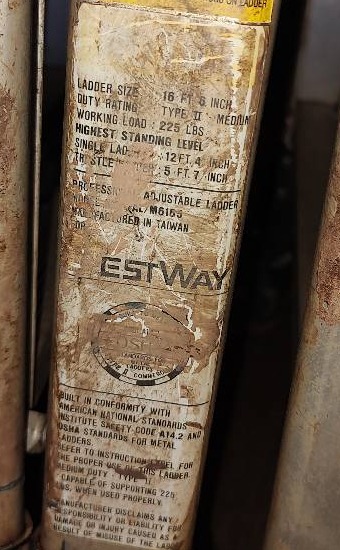 ON LADDER
LADDER SIZE : 16 FT 6 INCH
DUTY RATING : TYPE II - MEDIUM
WORKING LOAD : 225 LBS
HIGHEST STANDING LEVEL
SINGLE LAD : 12 FT. 4 INCH
: 5 FT. 7 INCH
ADJUSTABLE LADDER
/M6165
MANUFACTURED IN TAIWAN
ESTWAY
LADDERS
BUILT IN CONFORMITY WITH
AMERICAN NATIONAL STANDARDS
INSTITUTE SAFETY CODE A14.2 AND
OSHA STANDARDS FOR METAL
LADDERS.
REFER TO INSTRUCTION FOR
THE PROPER USE THIS LADDER
MEDIUM DUTY TYPE II
CAPABLE OF SUPPORTING 225
LBS. WHEN USED PROPERLY
MANUFACTURER DISCLAIMS ANY
RESPONSIBILITY OR LIABILITY FOR
DAMAGE OR INJURY CAUSED AS A
RESULT OF MISUSE OF THE